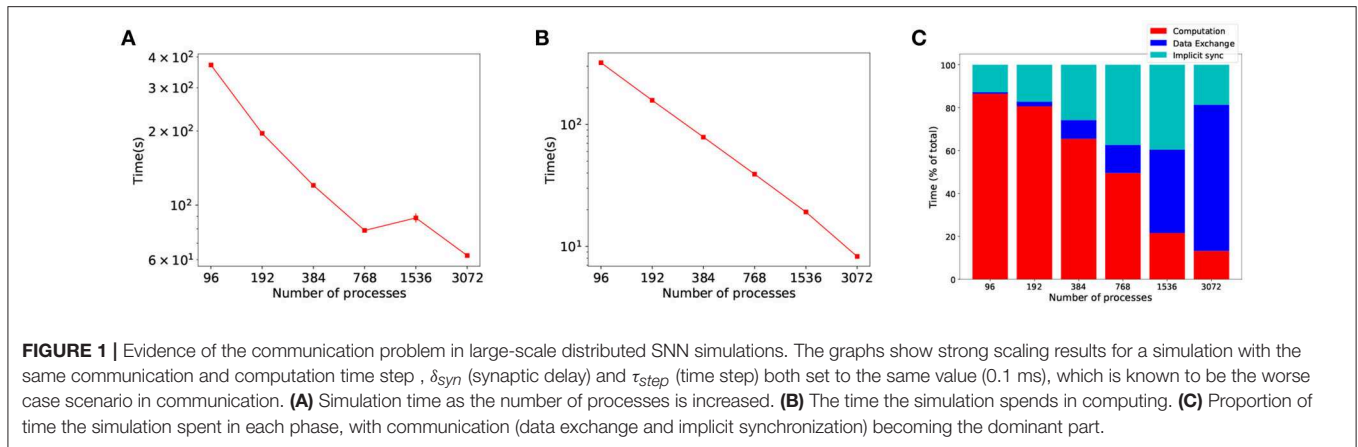 A
4 × 10²
3 × 10²
2 × 10²
10²
6 × 10¹
Time(s)
96 192 384 768 1536 3072
Number of processes
B
10²
10¹
Time(s)
96 192 384 768 1536 3072
Number of processes
C
Computation
Data Exchange
Implicit sync
100
80
60
40
20
0
Time (% of total)
96 192 384 768 1536 3072
Number of processes
FIGURE 1 | Evidence of the communication problem in large-scale distributed SNN simulations. The graphs show strong scaling results for a simulation with the
same communication and computation time step , δsyn (synaptic delay) and τstep (time step) both set to the same value (0.1 ms), which is known to be the worse
case scenario in communication. (A) Simulation time as the number of processes is increased. (B) The time the simulation spends in computing. (C) Proportion of
time the simulation spent in each phase, with communication (data exchange and implicit synchronization) becoming the dominant part.